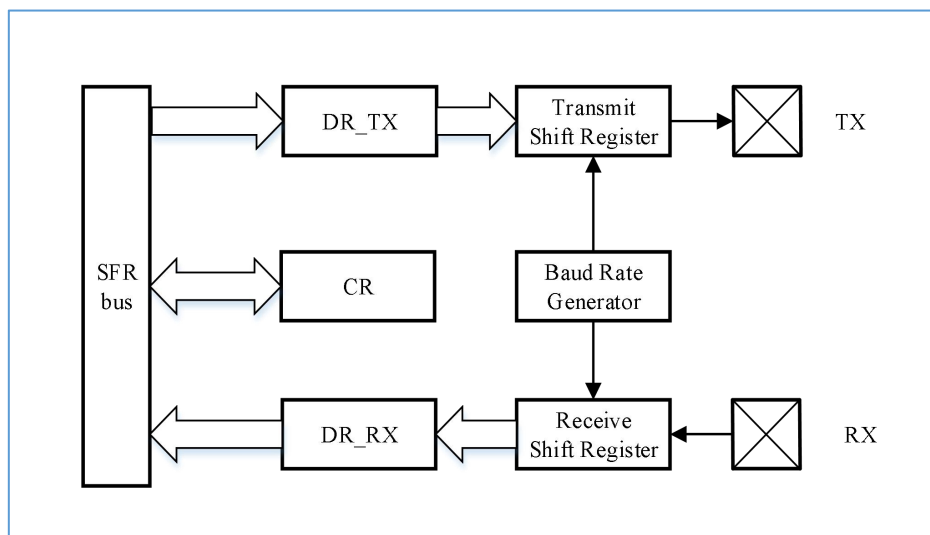 DR_TX
Transmit
Shift Register
TX
SFR
bus
CR
Baud Rate
Generator
DR_RX
Receive
Shift Register
RX